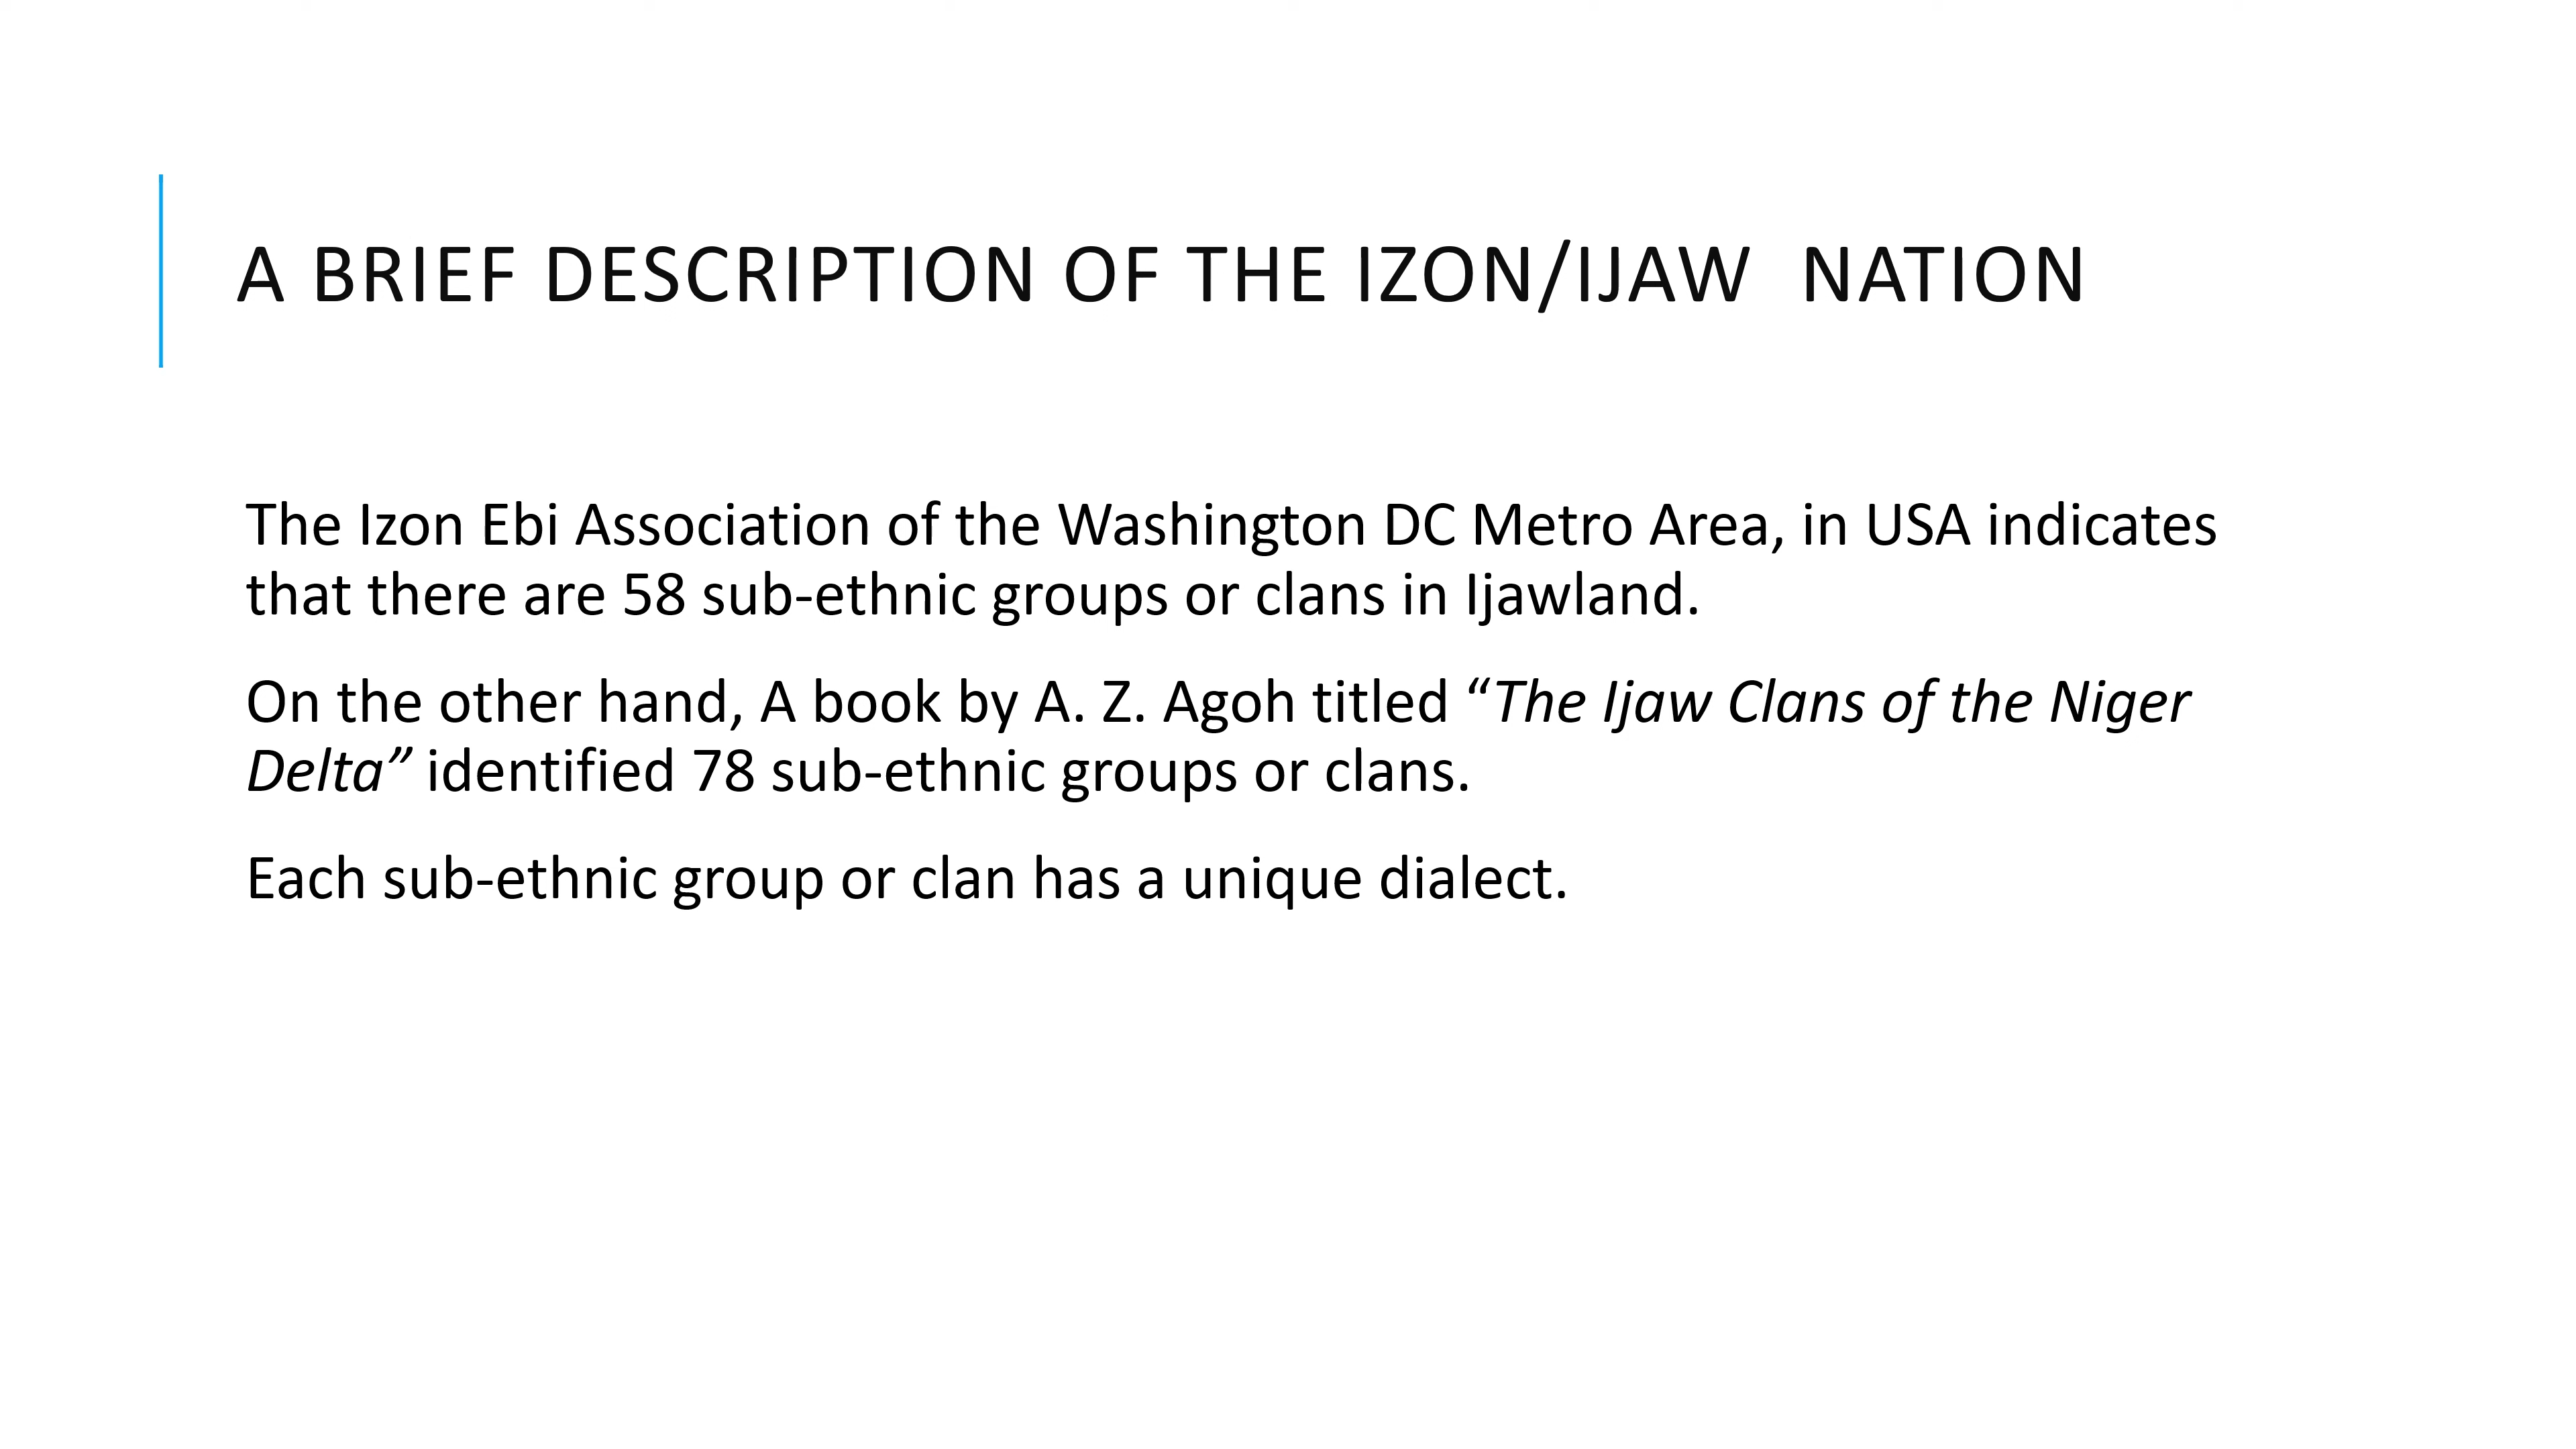 A BRIEF DESCRIPTION OF THE IZON/IJAW  NATION
The Izon Ebi Association of the Washington DC Metro Area, in USA indicates
that there are 58 sub-ethnic groups or clans in Ijawland.
On the other hand, A book by A. Z. Agoh titled “The Ijaw Clans of the Niger
Delta” identified 78 sub-ethnic groups or clans.
Each sub-ethnic group or clan has a unique dialect.